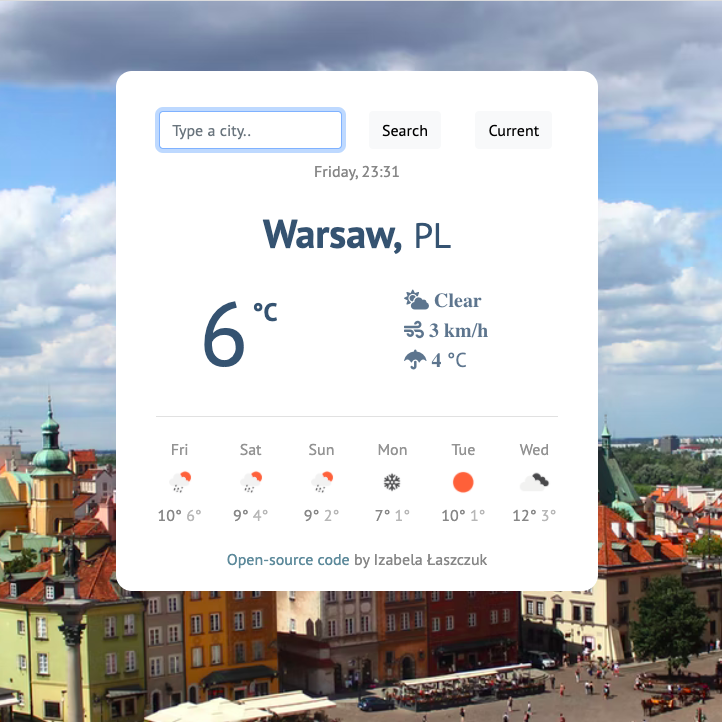 Type a city.. Search Current
Friday, 23:31
Warsaw, PL
6 °C
Clear
3 km/h
4 °C
Fri Sat Sun Mon Tue Wed
10° 6° 9° 4° 9° 2° 7° 1° 10° 1° 12° 3°
Open-source code by Izabela Łaszczuk